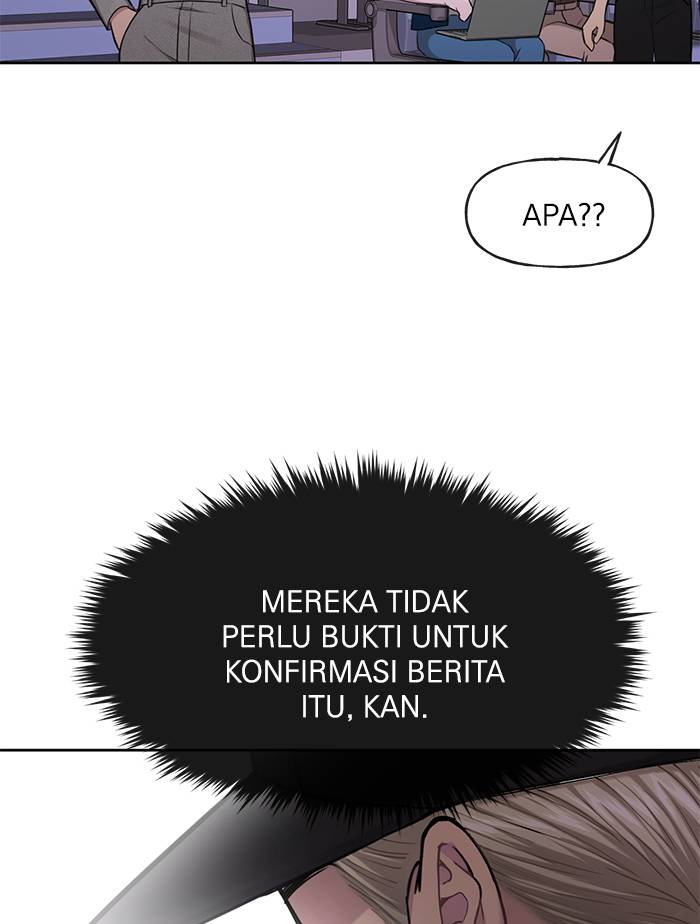 APA??
MEREKA TIDAK
PERLU BUKTI UNTUK
KONFIRMASI BERITA
ITU, KAN.